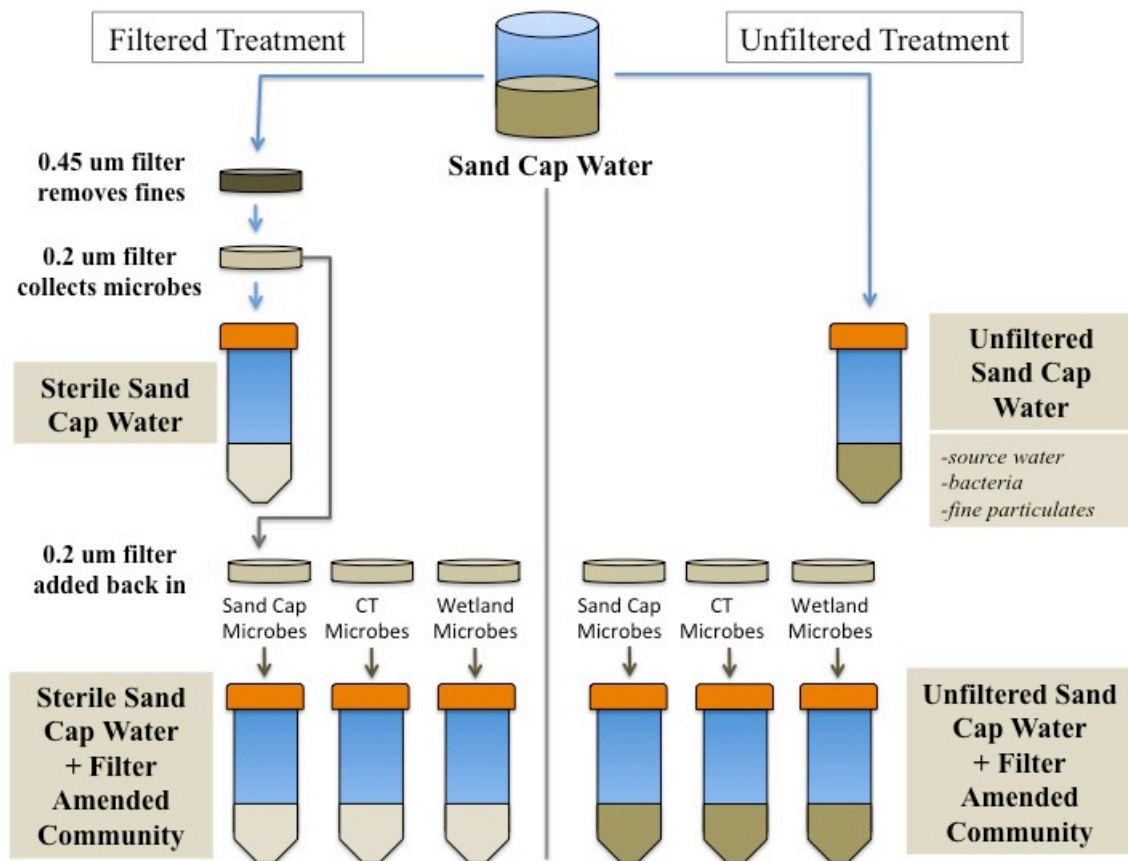 Filtered Treatment
Unfiltered Treatment
Sand Cap Water
0.45 um filter
removes fines
0.2 um filter
collects microbes
Sterile Sand
Cap Water
Unfiltered
Sand Cap
Water
-source water
-bacteria
-fine particulates
0.2 um filter
added back in
Sand Cap
Microbes
CT
Microbes
Wetland
Microbes
Sand Cap
Microbes
CT
Microbes
Wetland
Microbes
Sterile Sand
Cap Water
+ Filter
Amended
Community
Unfiltered Sand
Cap Water
+ Filter
Amended
Community